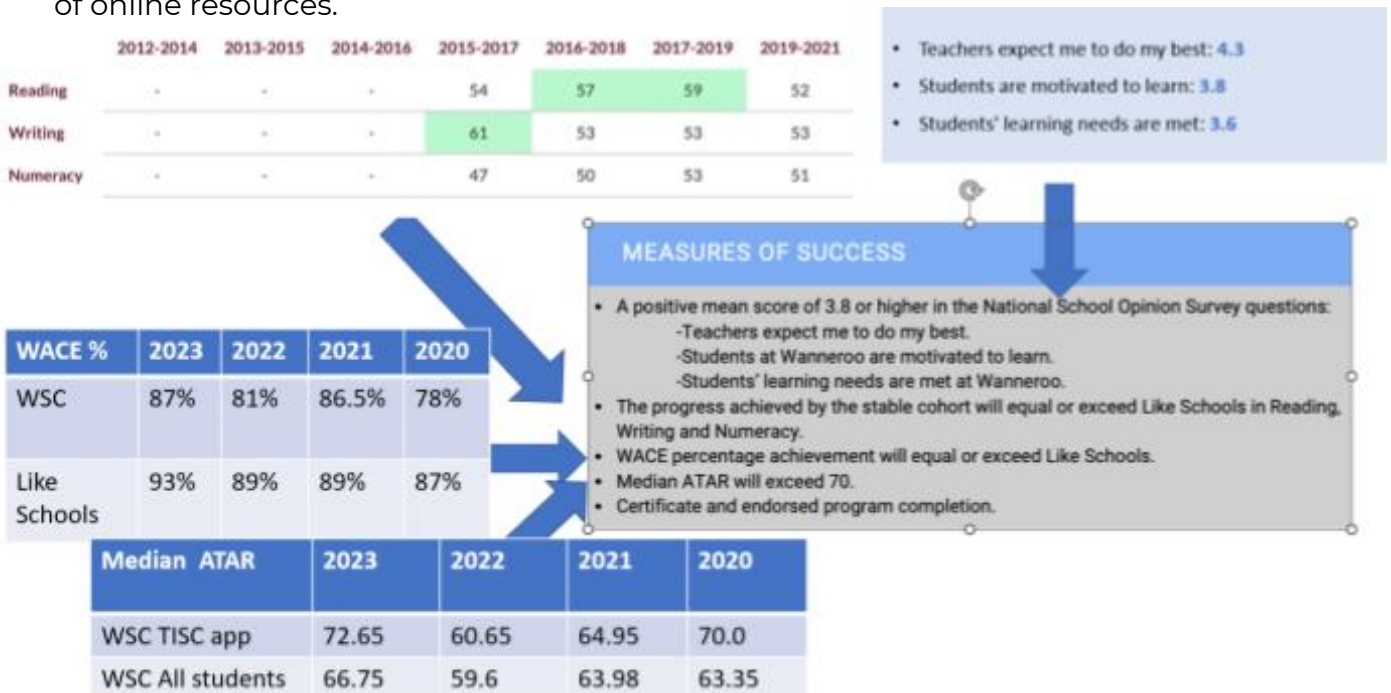 of online resources.
2012-2014 2013-2015 2014-2016 2015-2017 2016-2018 2017-2019 2019-2021
Reading - - - 54 57 59 52
Writing - - - 61 53 53 53
Numeracy - - - 47 50 53 51
• Teachers expect me to do my best: 4.3
• Students are motivated to learn: 3.8
• Students' learning needs are met: 3.6
MEASURES OF SUCCESS
• A positive mean score of 3.8 or higher in the National School Opinion Survey questions:
-Teachers expect me to do my best.
-Students at Wanneroo are motivated to learn.
-Students' learning needs are met at Wanneroo.
• The progress achieved by the stable cohort will equal or exceed Like Schools in Reading,
Writing and Numeracy.
• WACE percentage achievement will equal or exceed Like Schools.
• Median ATAR will exceed 70.
• Certificate and endorsed program completion.
WACE % 2023 2022 2021 2020
WSC 87% 81% 86.5% 78%
Like 93% 89% 89% 87%
Schools
Median ATAR 2023 2022 2021 2020
WSC TISC app 72.65 60.65 64.95 70.0
WSC All students 66.75 59.6 63.98 63.35